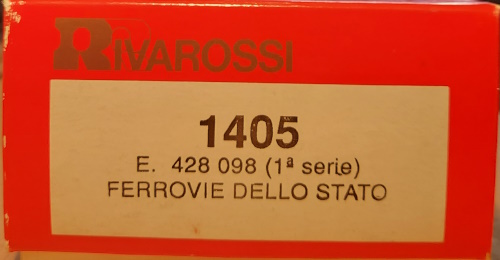 RIVAROSSI
1405
E. 428 098 (1ª serie)
FERROVIE DELLO STATO